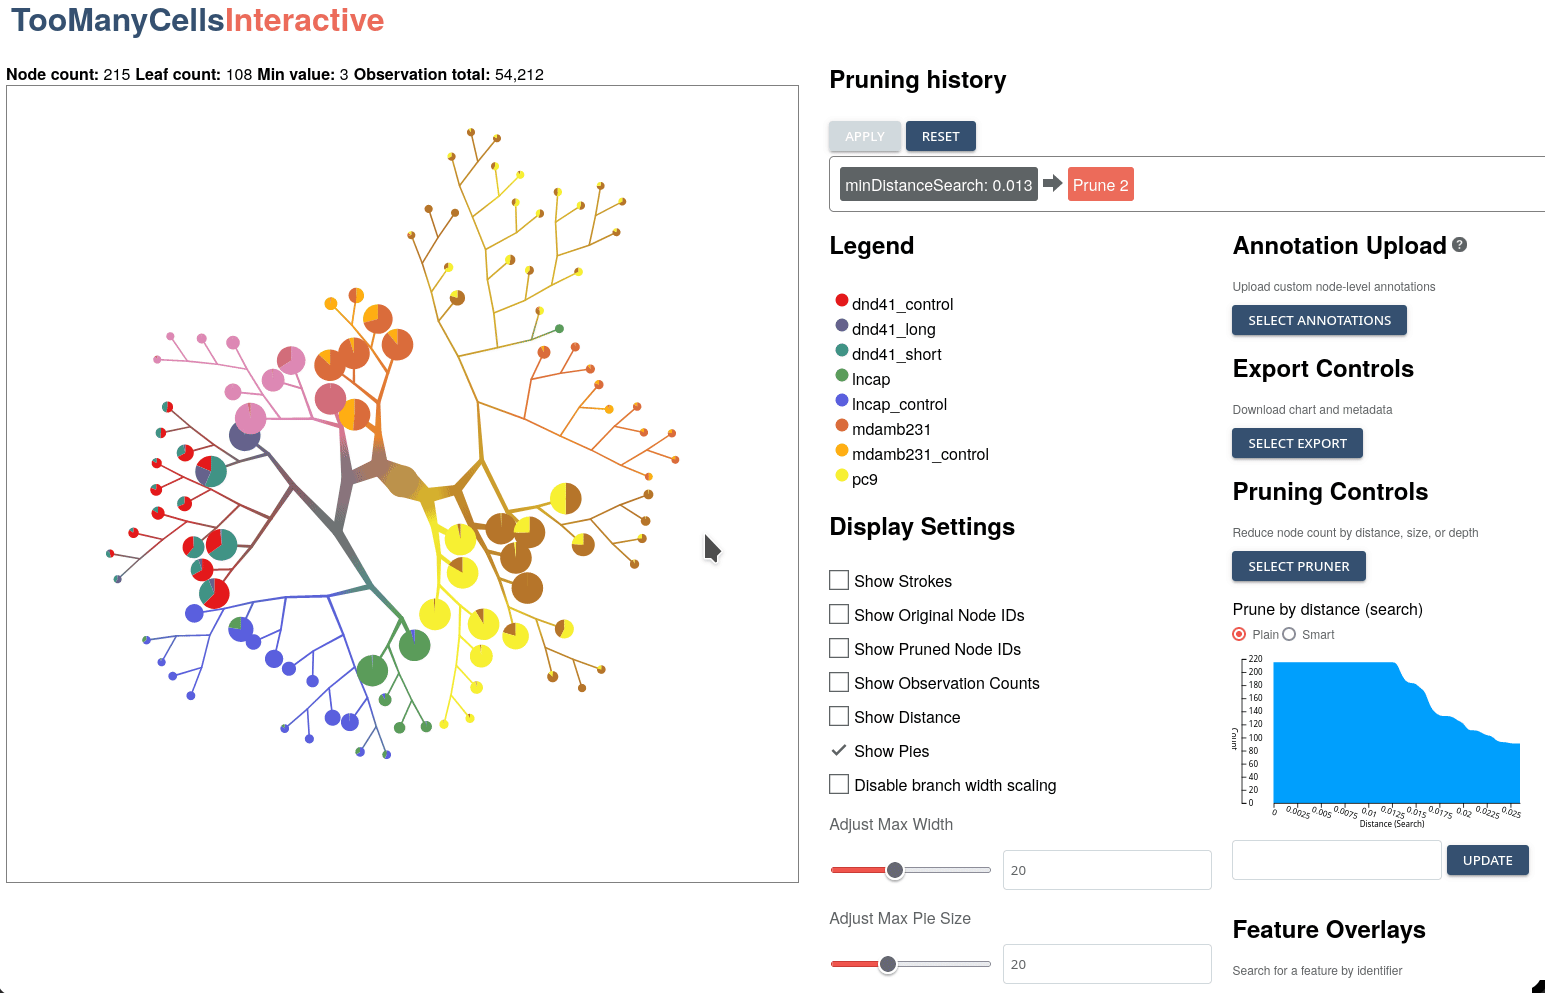 TooManyCellsInteractive
Node count: 215 Leaf count: 108 Min value: 3 Observation total: 54,212
Pruning history
APPLY
RESET
minDistanceSearch: 0.013
Prune 2
Legend
dnd41_control
dnd41_long
dnd41_short
lncap
lncap_control
mdamb231
mdamb231_control
pc9
Display Settings
Show Strokes
Show Original Node IDs
Show Pruned Node IDs
Show Observation Counts
Show Distance
Show Pies
Disable branch width scaling
Adjust Max Width
20
Adjust Max Pie Size
20
Annotation Upload ?
Upload custom node-level annotations
SELECT ANNOTATIONS
Export Controls
Download chart and metadata
SELECT EXPORT
Pruning Controls
Reduce node count by distance, size, or depth
SELECT PRUNER
Prune by distance (search)
Plain Smart
220
200
180
160
140
120
100
80
60
40
20
0
Count
0 0.0025 0.005 0.0075 0.01 0.0125 0.015 0.0175 0.02 0.0225 0.025
Distance (Search)
UPDATE
Feature Overlays
Search for a feature by identifier